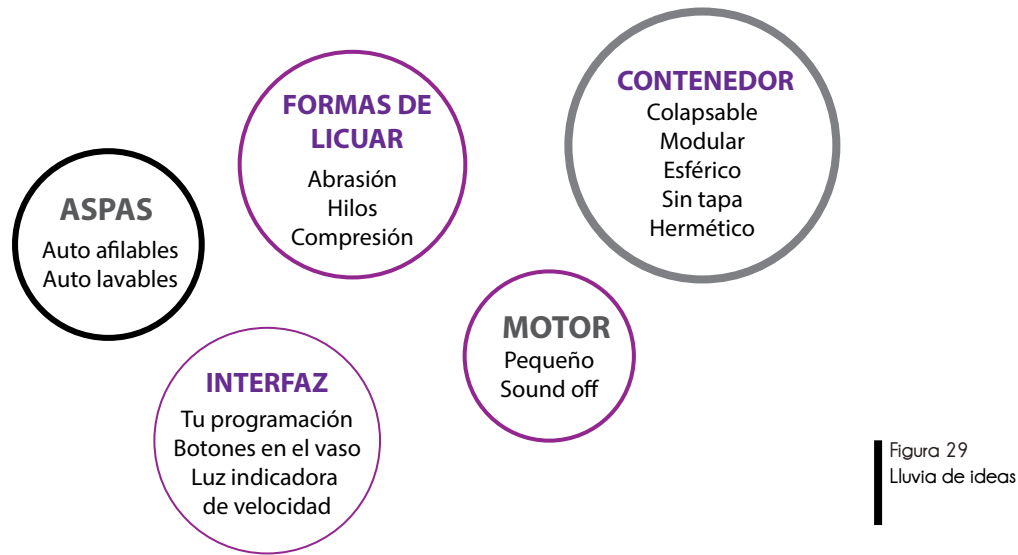 ASPAS
Auto afilables
Auto lavables
FORMAS DE
LICUAR
Abrasión
Hilos
Compresión
CONTENEDOR
Colapsable
Modular
Esférico
Sin tapa
Hermético
INTERFAZ
Tu programación
Botones en el vaso
Luz indicadora
de velocidad
MOTOR
Pequeño
Sound off
Figura 29
Lluvia de ideas